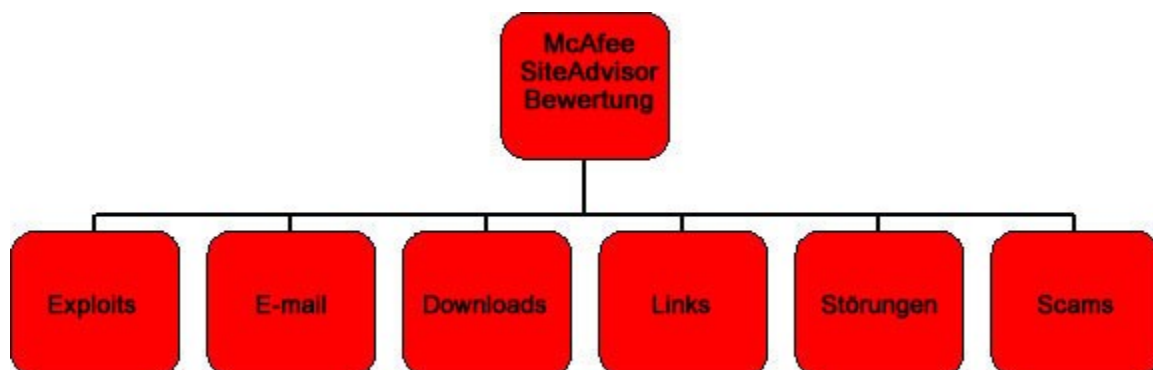 McAfee
SiteAdvisor
Bewertung
Exploits
E-mail
Downloads
Links
Störungen
Scams